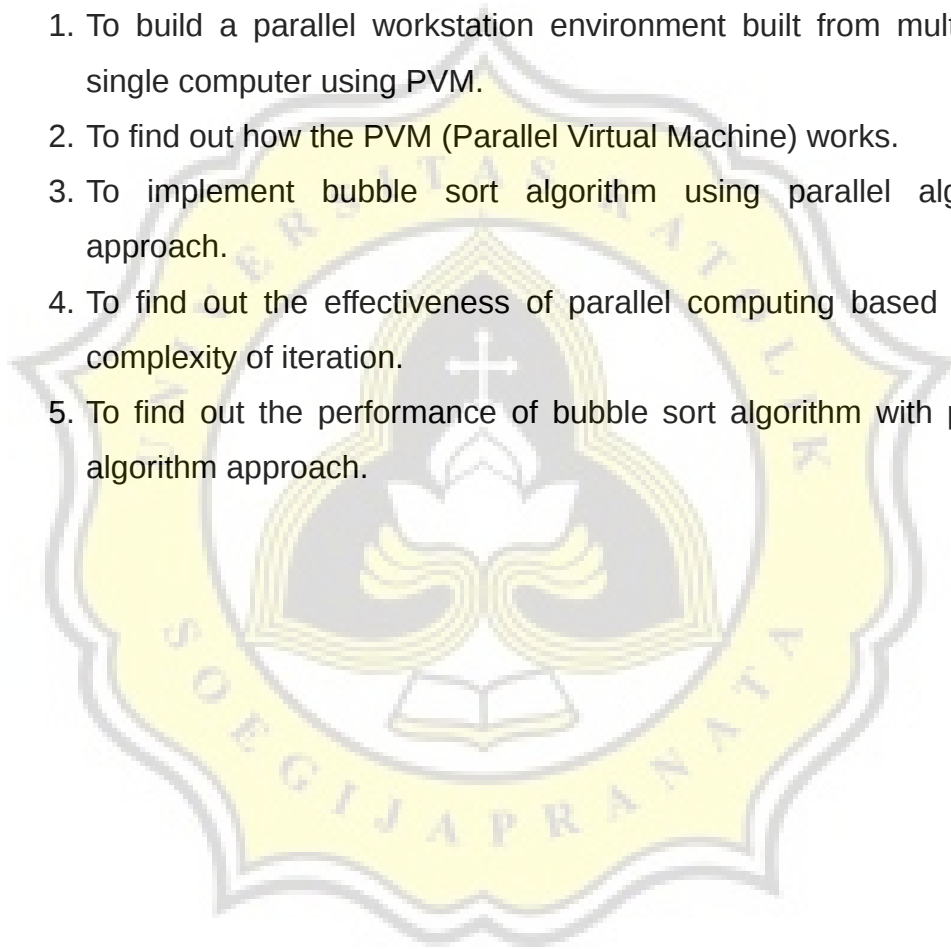 1. To build a parallel workstation environment built from
single computer using PVM.
2. To find out how the PVM (Parallel Virtual Machine) works.
3. To implement bubble sort algorithm using parallel
approach.
4. To find out the effectiveness of parallel computing based
complexity of iteration.
5. To find out the performance of bubble sort algorithm with
algorithm approach.
UNIVERSITAS KATOLIK
SOEGIJAPRANATA